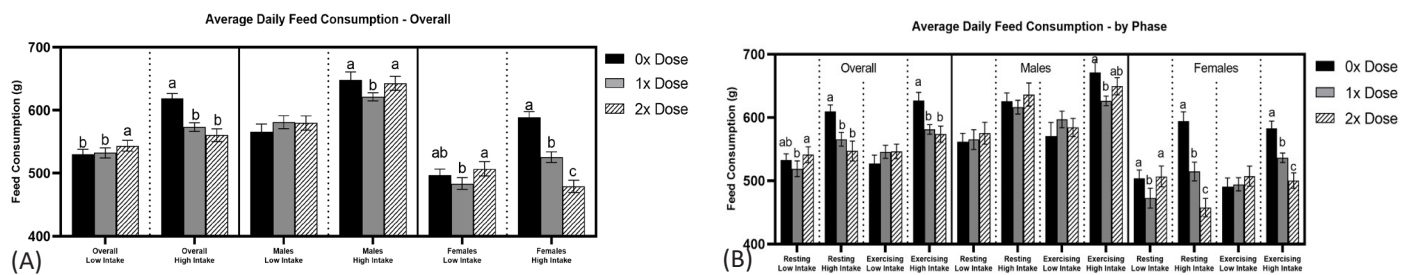 Average Daily Feed Consumption - Overall
700
600
500
400
Feed Consumption (g)
b b a
a b b
a b a
ab b a
a b c
0x Dose
1x Dose
2x Dose
Overall
Low Intake
Overall
High Intake
Males
Low Intake
Males
High Intake
Females
Low Intake
Females
High Intake
(A)
Average Daily Feed Consumption - by Phase
700
600
500
400
Feed Consumption (g)
Overall
Males
Females
ab b a
a b b
a b b
a b ab
a b a
a b c
a b c
0x Dose
1x Dose
2x Dose
Resting
Low Intake
Resting
High Intake
Exercising
Low Intake
Exercising
High Intake
Resting
Low Intake
Resting
High Intake
Exercising
Low Intake
Exercising
High Intake
Resting
Low Intake
Resting
High Intake
Exercising
Low Intake
Exercising
High Intake
(B)